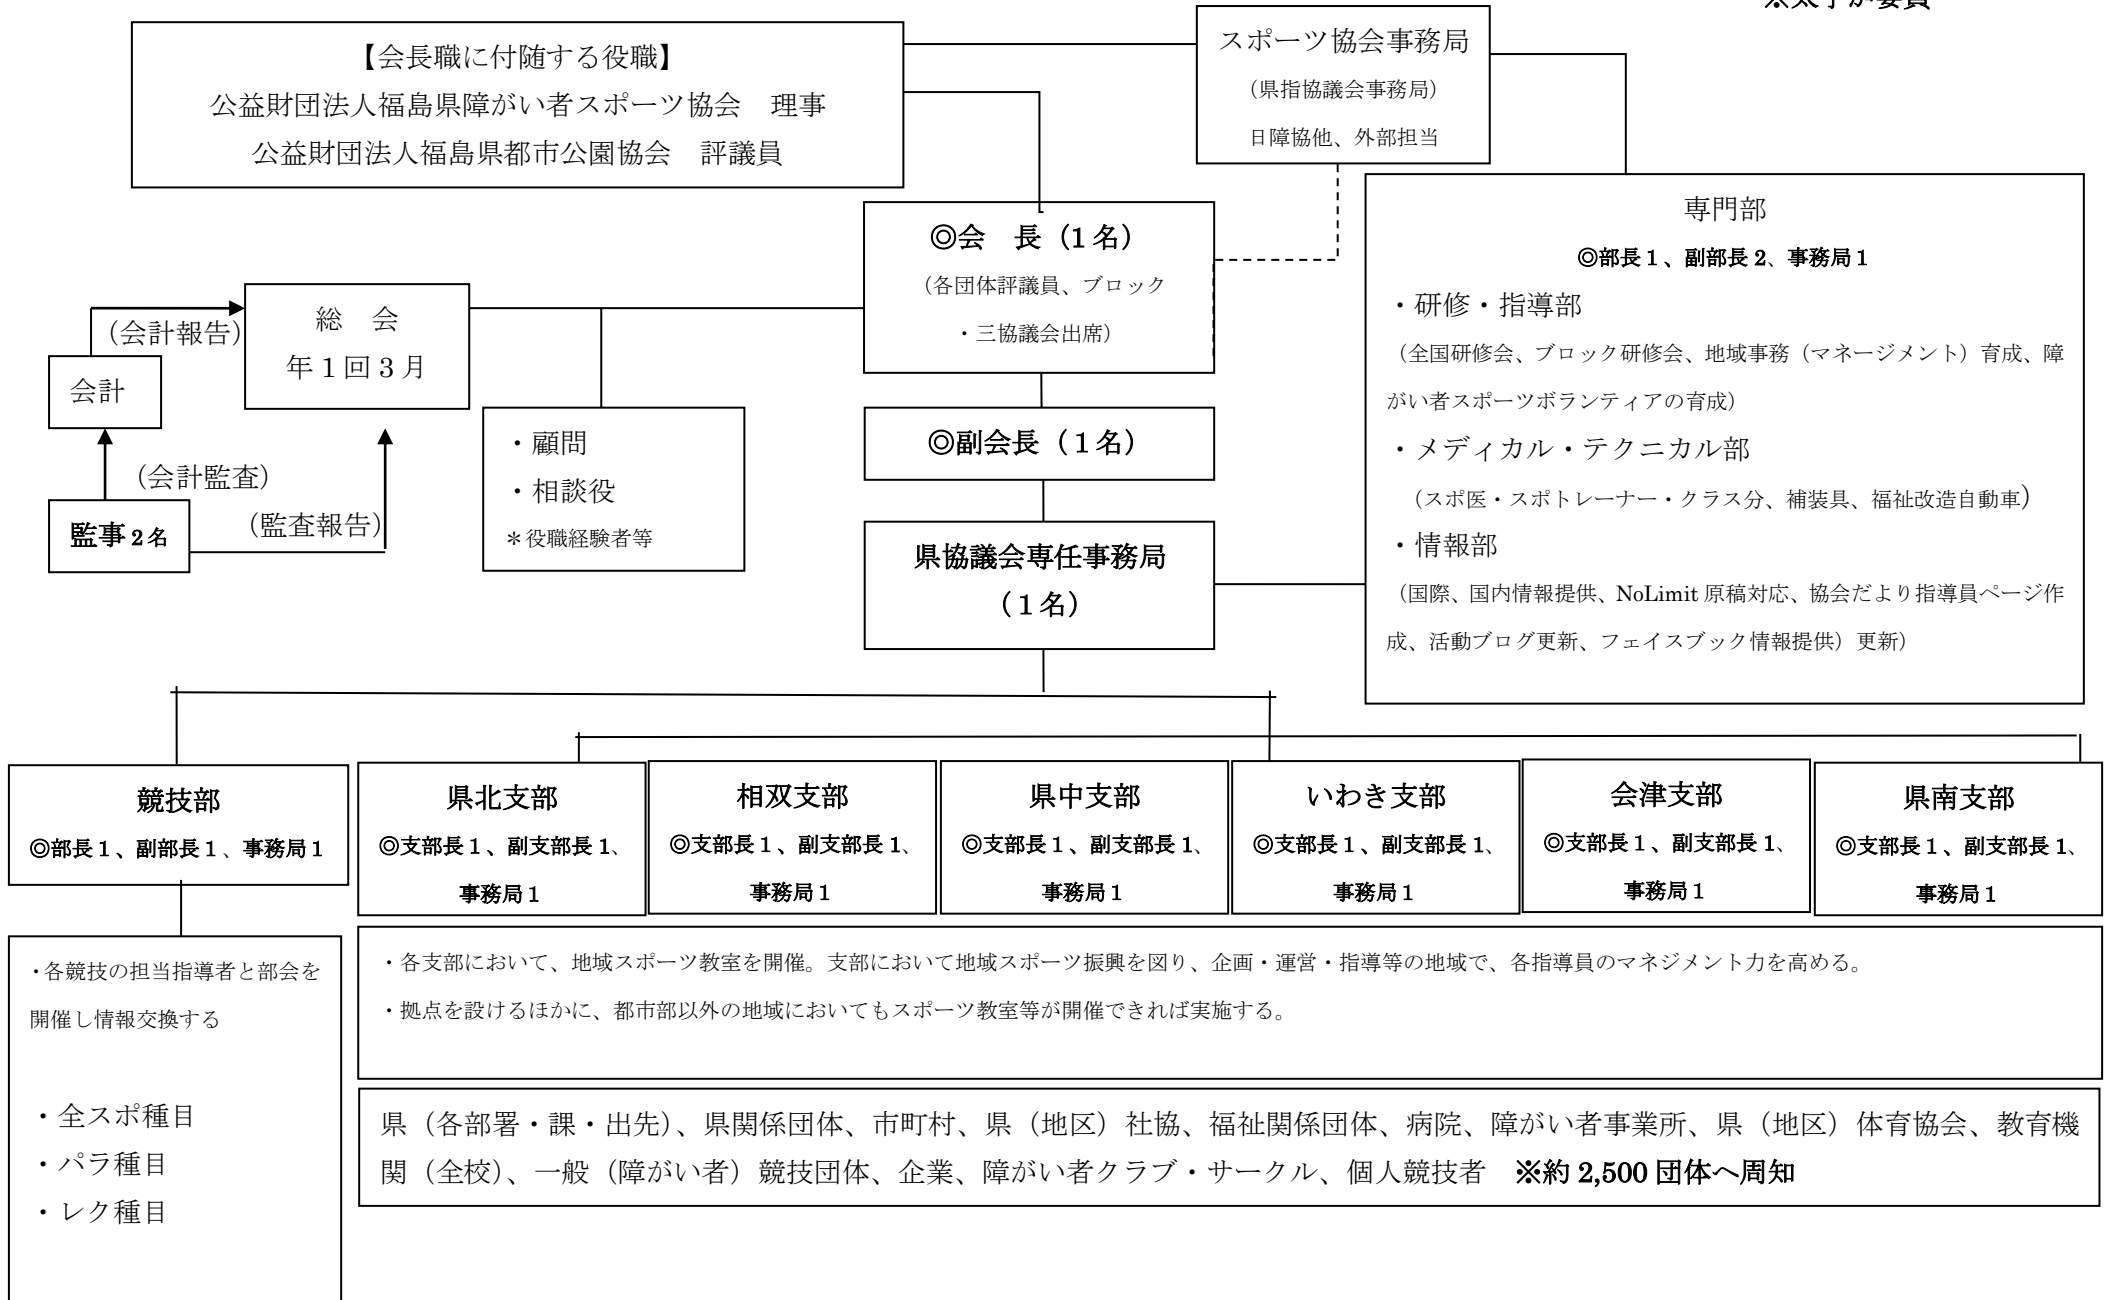 ※太字が委員
【会長職に付随する役職】
公益財団法人福島県障がい者スポーツ協会　理事
公益財団法人福島県都市公園協会　評議員
スポーツ協会事務局
（県指協議会事務局）
日障協他、外部担当
◎会　長（1名）
（各団体評議員、ブロック
・三協議会出席）
専門部
◎部長１、副部長２、事務局１
・研修・指導部
（全国研修会、ブロック研修会、地域事務（マネージメント）育成、障
がい者スポーツボランティアの育成）
・メディカル・テクニカル部
（スポ医・スポトレーナー・クラス分、補装具、福祉改造自動車）
・情報部
（国際、国内情報提供、NoLimit 原稿対応、協会だより指導員ページ作
成、活動ブログ更新、フェイスブック情報提供）更新）
総　会
年１回３月
（会計報告）
会計
（会計監査）
監事２名
（監査報告）
・顧問
・相談役
＊役職経験者等
◎副会長（１名）
県協議会専任事務局
（１名）
競技部
◎部長１、副部長１、事務局１
県北支部
◎支部長１、副支部長１、
事務局１
相双支部
◎支部長１、副支部長１、
事務局１
県中支部
◎支部長１、副支部長１、
事務局１
いわき支部
◎支部長１、副支部長１、
事務局１
会津支部
◎支部長１、副支部長１、
事務局１
県南支部
◎支部長１、副支部長１、
事務局１
・各競技の担当指導者と部会を
開催し情報交換する
・全スポ種目
・パラ種目
・レク種目
・各支部において、地域スポーツ教室を開催。支部において地域スポーツ振興を図り、企画・運営・指導等の地域で、各指導員のマネジメント力を高める。
・拠点を設けるほかに、都市部以外の地域においてもスポーツ教室等が開催できれば実施する。
県（各部署・課・出先）、県関係団体、市町村、県（地区）社協、福祉関係団体、病院、障がい者事業所、県（地区）体育協会、教育機
関（全校）、一般（障がい者）競技団体、企業、障がい者クラブ・サークル、個人競技者　※約 2,500 団体へ周知